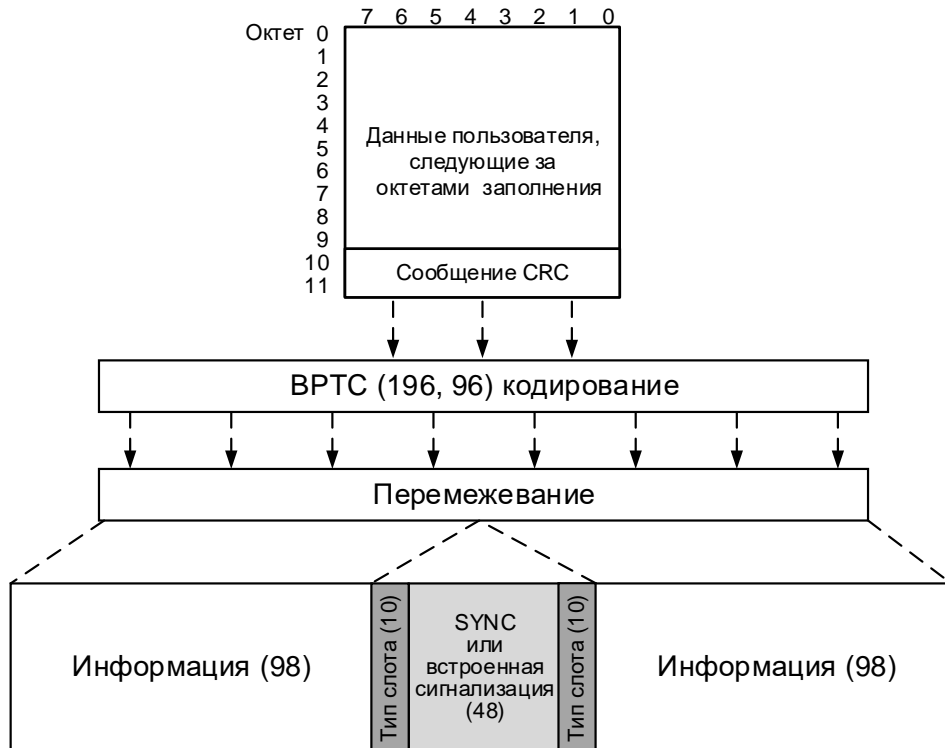 7 6 5 4 3 2 1 0
Октет 0
1
2
3
4
5
6
7
8
9
10
11
Данные пользователя,
следующие за
октетами заполнения
Сообщение CRC
ВРТС (196, 96) кодирование
Перемежевание
Информация (98)
Тип слота (10)
SYNC
или
встроенная
сигнализация
(48)
Тип слота (10)
Информация (98)